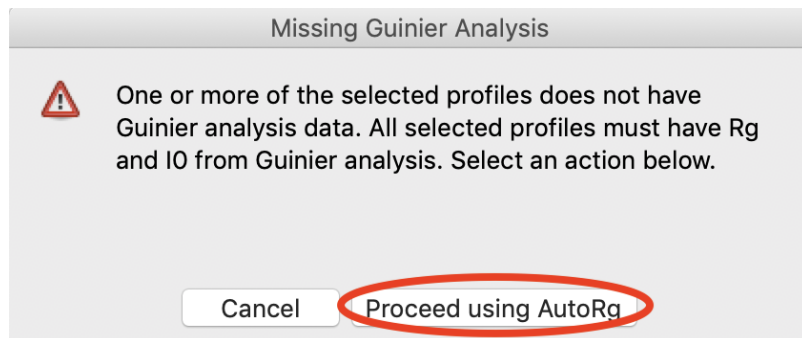 Missing Guinier Analysis
One or more of the selected profiles does not have
Guinier analysis data. All selected profiles must have Rg
and I0 from Guinier analysis. Select an action below.
Cancel
Proceed using AutoRg